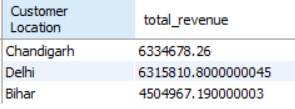 Customer
Location total_revenue
Chandigarh 6334678.26
Delhi 6315810.8000000045
Bihar 4504967.190000003